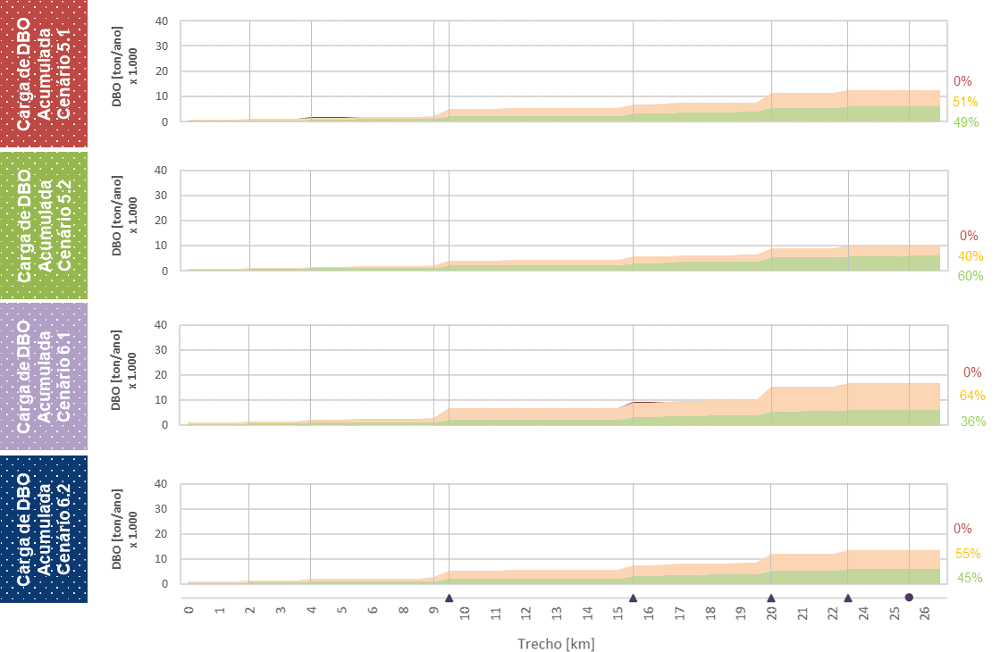 Carga de DBO
Acumulada
Cenário 5.1
DBO [ton/ano]
x 1.000
40
30
20
10
0
0%
51%
49%
Carga de DBO
Acumulada
Cenário 5.2
DBO [ton/ano]
x 1.000
40
30
20
10
0
0%
40%
60%
Carga de DBO
Acumulada
Cenário 6.1
DBO [ton/ano]
x 1.000
40
30
20
10
0
0%
64%
36%
Carga de DBO
Acumulada
Cenário 6.2
DBO [ton/ano]
x 1.000
40
30
20
10
0
0%
55%
45%
0 1 2 3 4 5 6 8 9 10 11 12 13 14 15 16 17 18 19 20 21 22 24 25 26
Trecho [km]